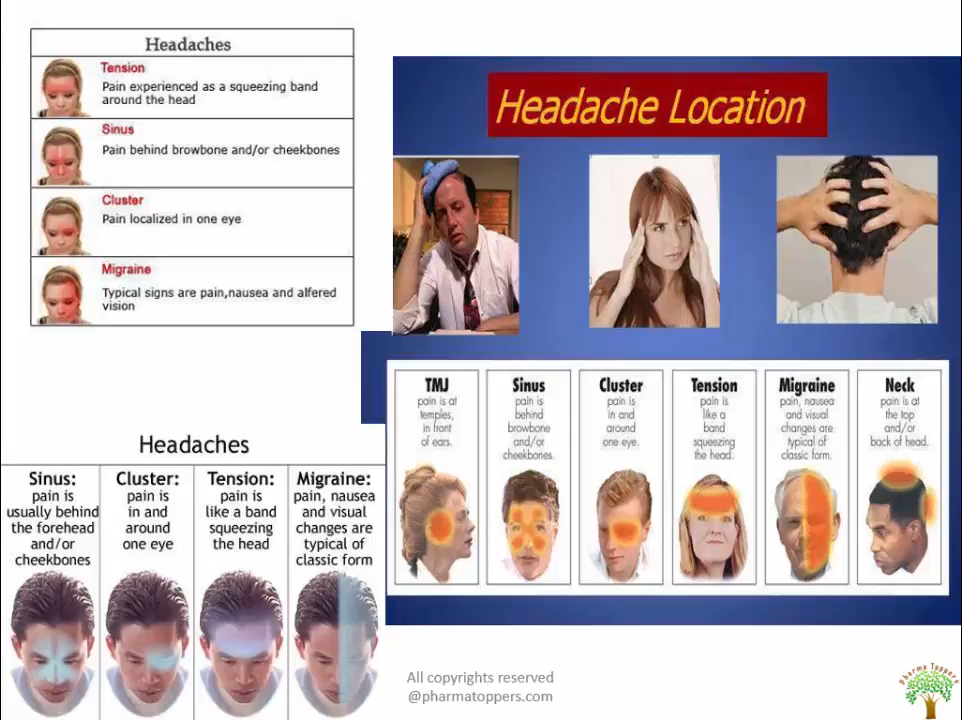 Headaches
Tension
Pain experienced as a squeezing band
around the head
Sinus
Pain behind browbone and/or cheekbones
Cluster
Pain localized in one eye
Migraine
Typical signs are pain,nausea and alfered
vision
Headache Location
TMJ
pain is at
temples,
in front
of ears.
Sinus
pain is
behind
browbone
and/or
cheekbones.
Cluster
pain is
in and
around
one eye.
Tension
pain is
like a
band
squeezing
the head.
Migraine
pain, nausea
and visual
changes are
typical of
classic form.
Neck
pain is at
the top
and/or
back of head.
Headaches
Sinus:
pain is
usually behind
the forehead
and/or
cheekbones
Cluster:
pain is
in and
around
one eye
Tension:
pain is
like a band
squeezing
the head
Migraine:
pain, nausea
and visual
changes are
typical of
classic form
All copyrights reserved
@pharmatoppers.com
Pharma Toppers